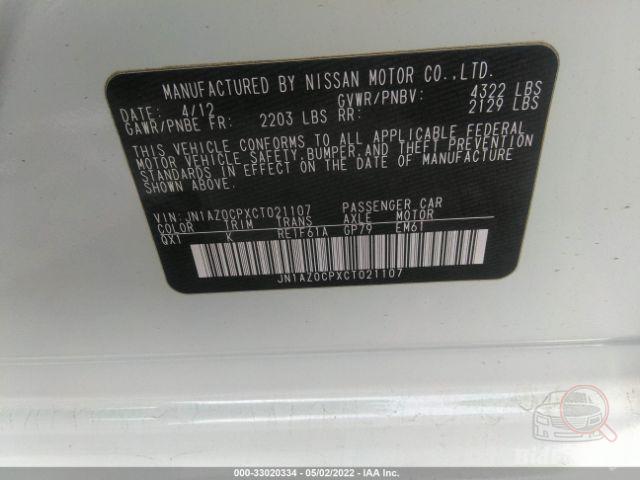 MANUFACTURED BY NISSAN MOTOR CO.,LTD.
DATE: 4/12 GVWR/PNBV: 4322 LBS
GAWR/PNBE FR: 2203 LBS RR: 2129 LBS
THIS VEHICLE CONFORMS TO ALL APPLICABLE FEDERAL
MOTOR VEHICLE SAFETY,BUMPER,AND THEFT PREVENTION
STANDARDS IN EFFECT ON THE DATE OF MANUFACTURE
SHOWN ABOVE.
VIN: JN1AZ0CPXCT021107 PASSENGER CAR
COLOR TRIM TRANS AXLE MOTOR
QX1 K RE1F61A GP79 EM61
JN1AZ0CPXCT021107
000-33020334 - 05/02/2022 - IAA Inc.